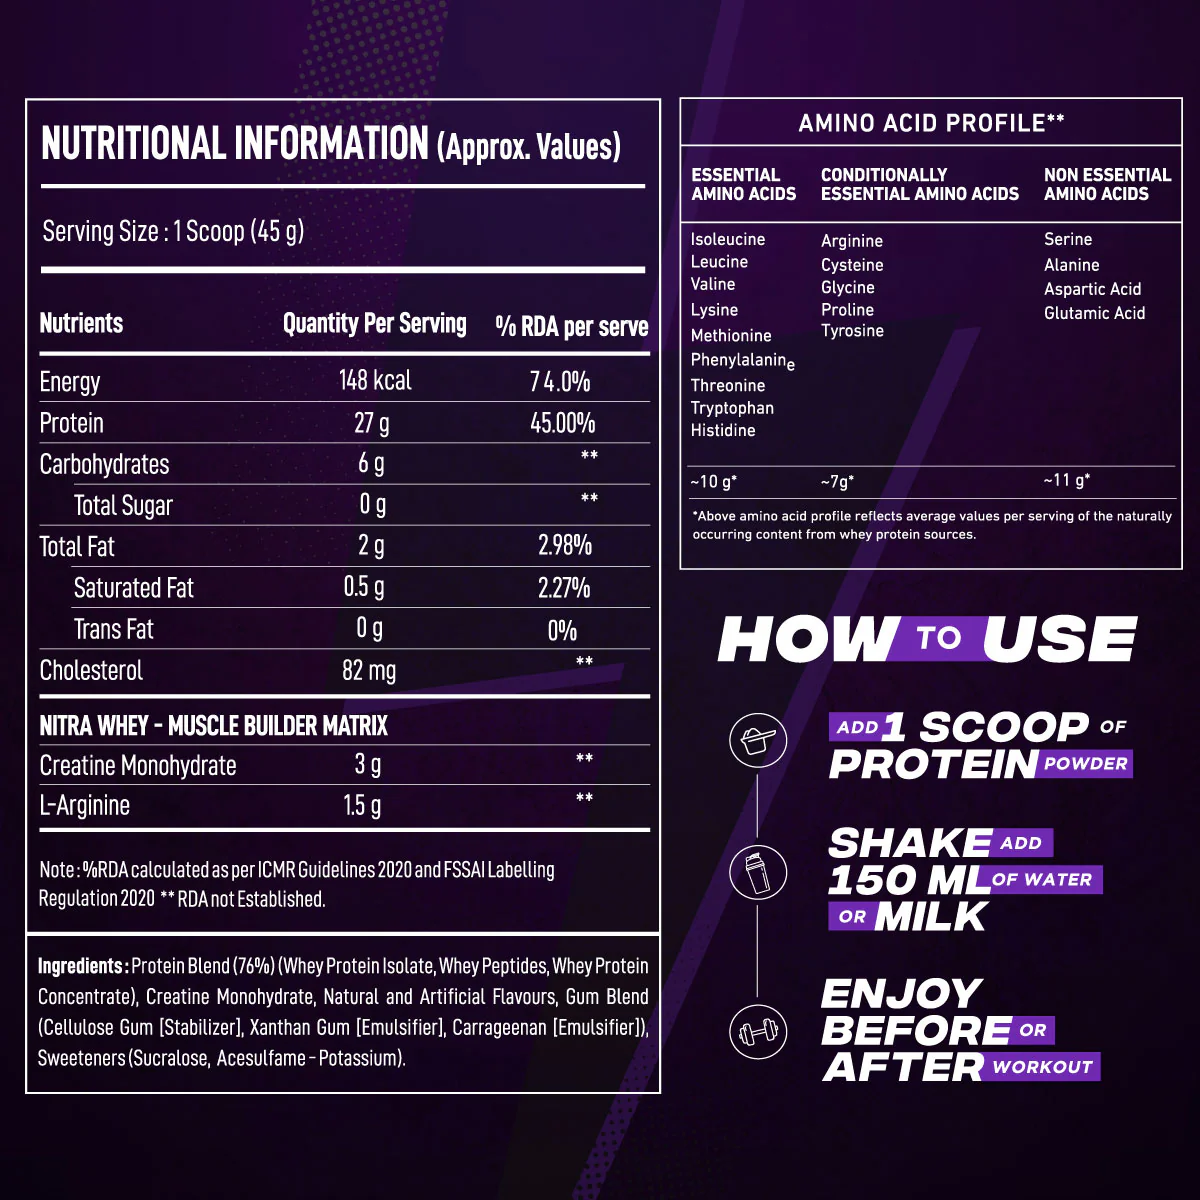 NUTRITIONAL INFORMATION (Approx. Values)
Serving Size : 1 Scoop (45 g)
Nutrients Quantity Per Serving % RDA per serve
Energy 148 kcal 74.0%
Protein 27 g 45.00%
Carbohydrates 6 g **
Total Sugar 0 g **
Total Fat 2 g 2.98%
Saturated Fat 0.5 g 2.27%
Trans Fat 0 g 0%
Cholesterol 82 mg **
NITRA WHEY - MUSCLE BUILDER MATRIX
Creatine Monohydrate 3 g **
L-Arginine 1.5 g **
Note : %RDA calculated as per ICMR Guidelines 2020 and FSSAI Labelling
Regulation 2020 ** RDA not Established.
Ingredients : Protein Blend (76%) (Whey Protein Isolate, Whey Peptides, Whey Protein
Concentrate), Creatine Monohydrate, Natural and Artificial Flavours, Gum Blend
(Cellulose Gum [Stabilizer], Xanthan Gum [Emulsifier], Carrageenan [Emulsifier]),
Sweeteners (Sucralose, Acesulfame - Potassium).
AMINO ACID PROFILE**
ESSENTIAL
AMINO ACIDS
CONDITIONALLY
ESSENTIAL AMINO ACIDS
NON ESSENTIAL
AMINO ACIDS
Isoleucine
Leucine
Valine
Lysine
Methionine
Phenylalanine
Threonine
Tryptophan
Histidine
Arginine
Cysteine
Glycine
Proline
Tyrosine
Serine
Alanine
Aspartic Acid
Glutamic Acid
~10 g* ~7g* ~11 g*
*Above amino acid profile reflects average values per serving of the naturally
occurring content from whey protein sources.
HOW TO USE
ADD 1 SCOOP OF
PROTEIN POWDER
SHAKE ADD
150 ML OF WATER
OR MILK
ENJOY
BEFORE OR
AFTER WORKOUT